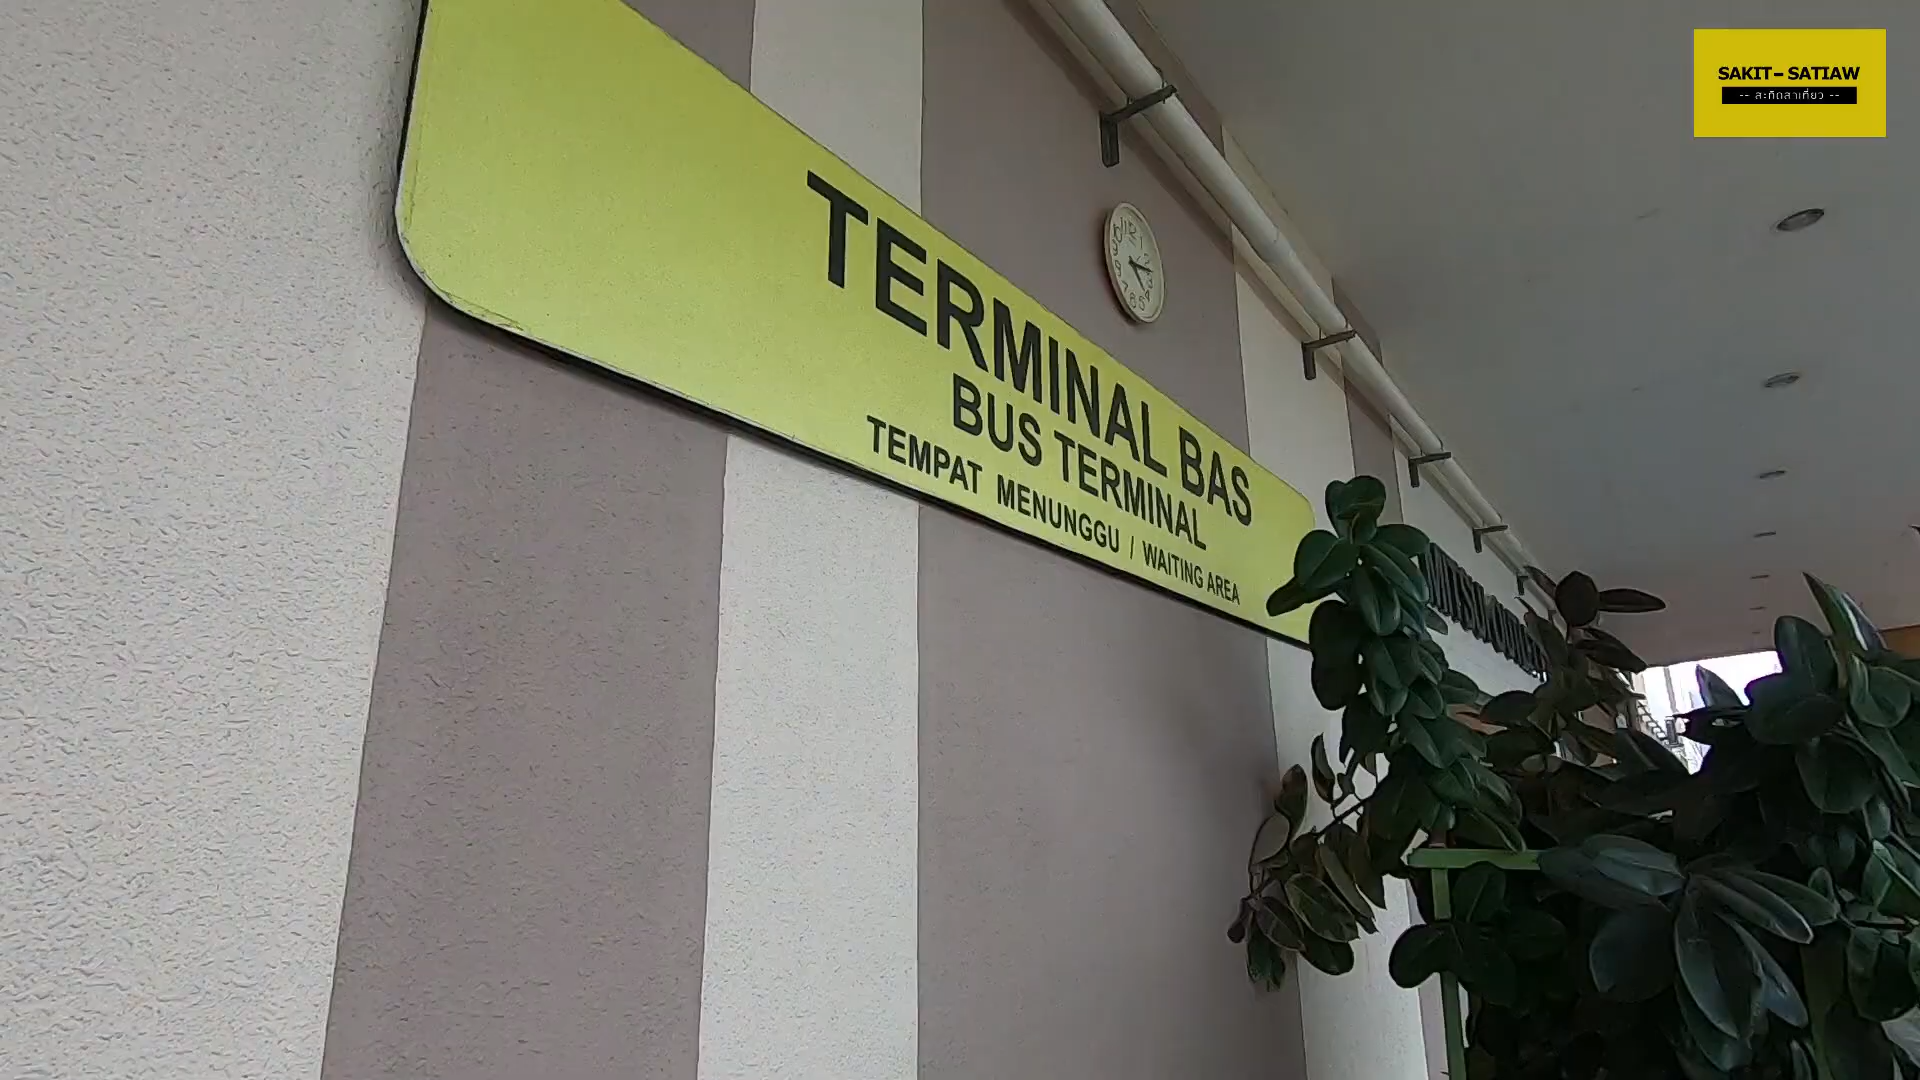 SAKIT - SATIAW
-- สะกิดสาเที่ยว --
TERMINAL BAS
BUS TERMINAL
TEMPAT MENUNGGU / WAITING AREA